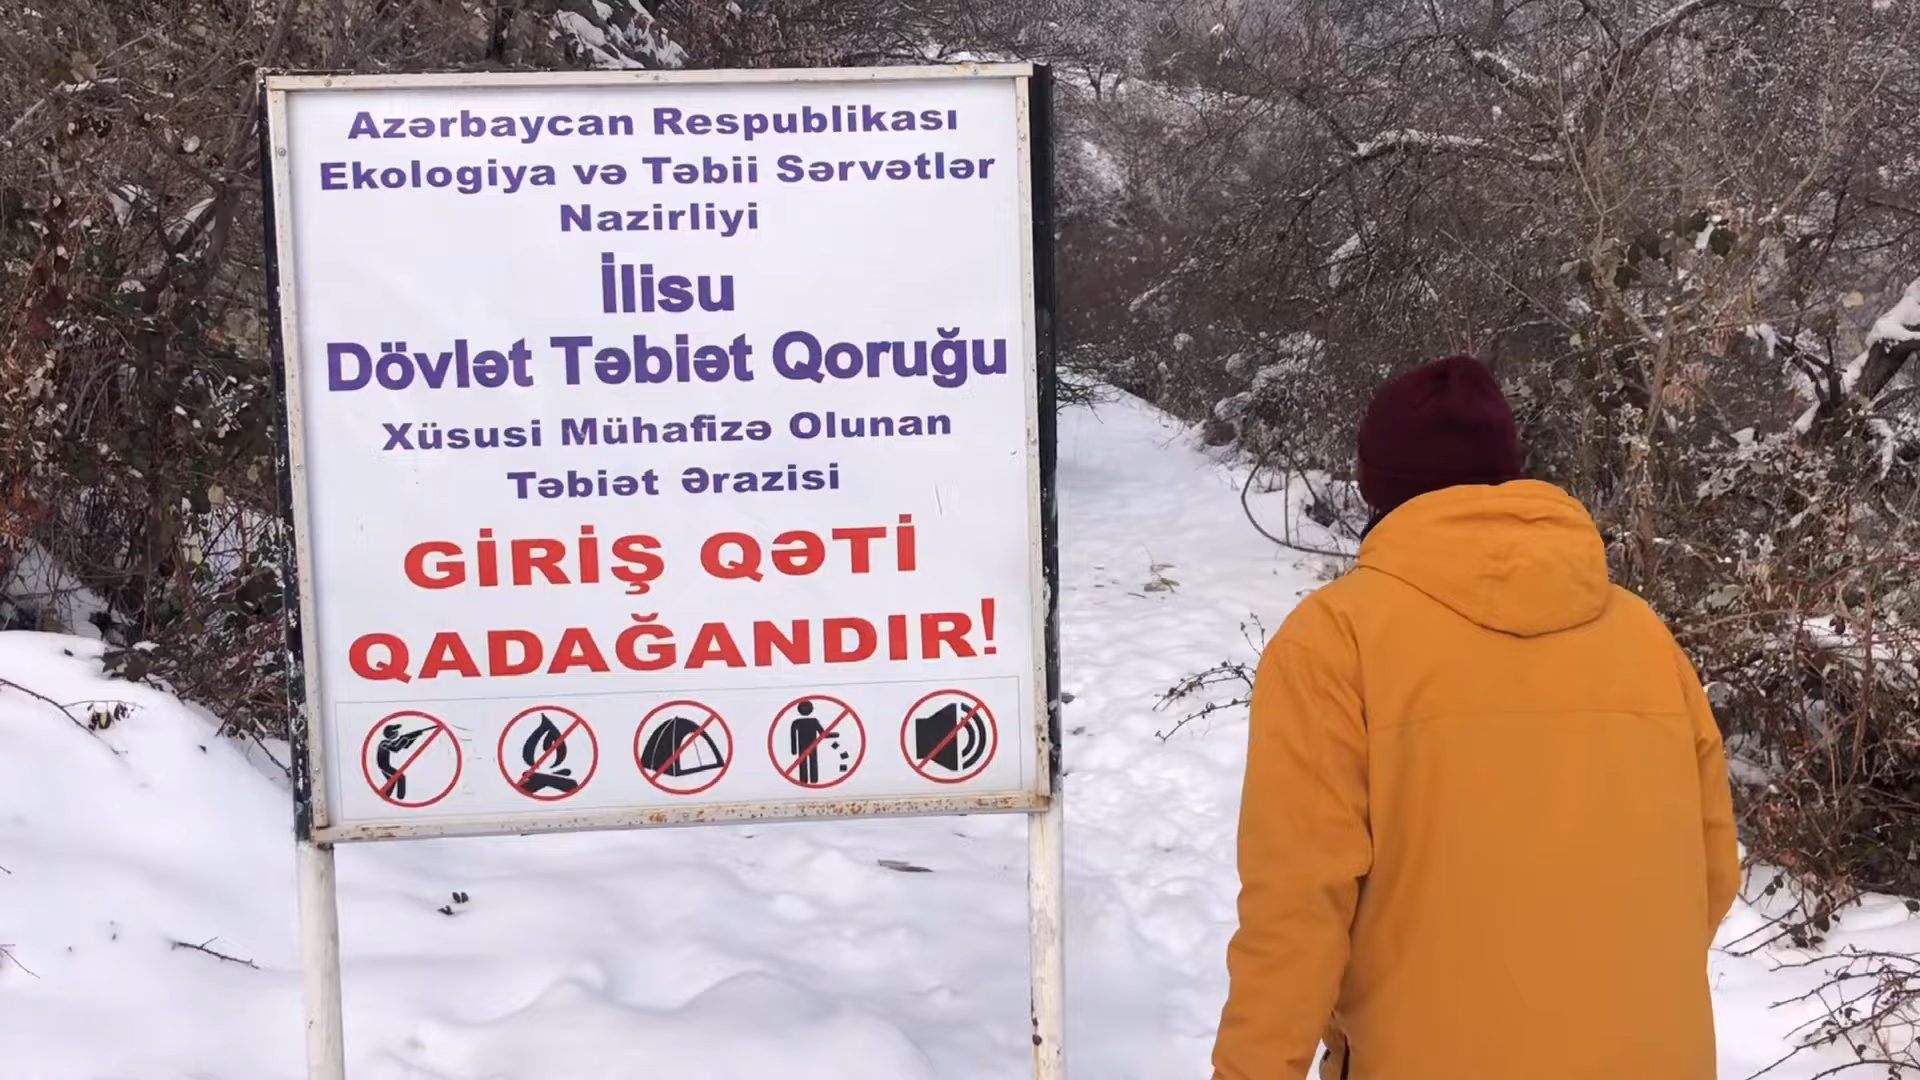 Azərbaycan Respublikası
Ekologiya və Təbii Sərvətlər
Nazirliyi
İlisu
Dövlət Təbiət Qoruğu
Xüsusi Mühafizə Olunan
Təbiət Ərazisi
GİRİŞ QƏTİ
QADAĞANDIR!